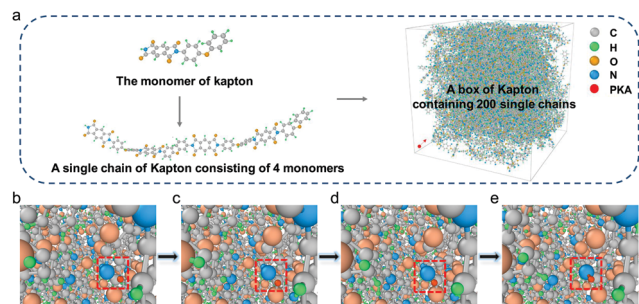 a
The monomer of kapton
A single chain of Kapton consisting of 4 monomers
A box of Kapton
containing 200 single chains
C
H
O
N
PKA
b
c
d
e